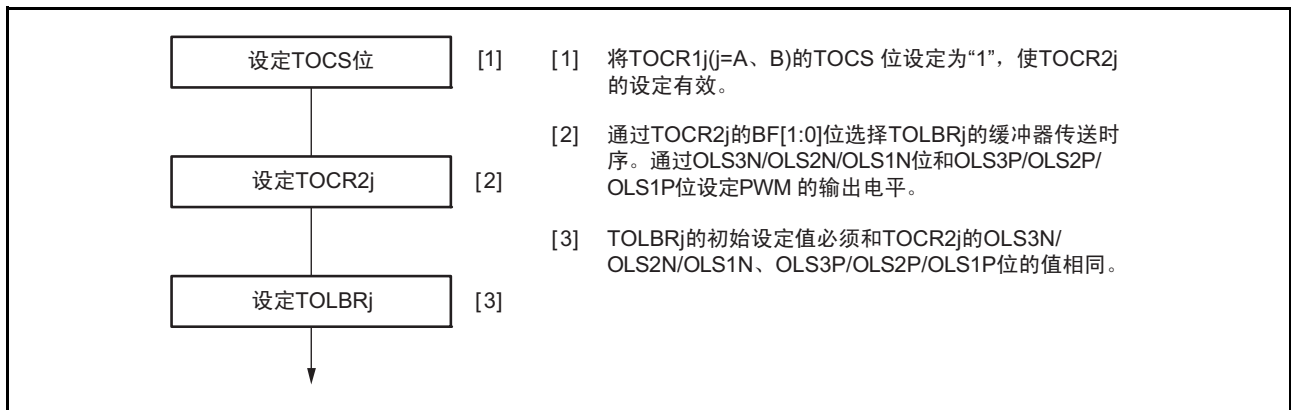 设定TOCS位 [1]
[1] 将TOCR1j(j=A、B)的TOCS 位设定为“1”，使TOCR2j
的设定有效。
[2] 通过TOCR2j的BF[1:0]位选择TOLBRj的缓冲器传送时
序。通过OLS3N/OLS2N/OLS1N位和OLS3P/OLS2P/
OLS1P位设定PWM 的输出电平。
设定TOCR2j [2]
[3] TOLBRj的初始设定值必须和TOCR2j的OLS3N/
OLS2N/OLS1N、OLS3P/OLS2P/OLS1P位的值相同。
设定TOLBRj [3]